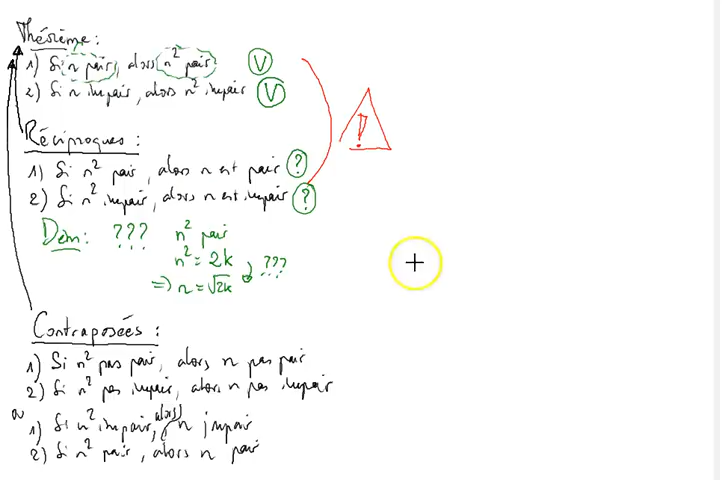 Théorème :
1) Si n pair, alors n² pair V
2) Si n impair, alors n² impair V
!
Réciproques :
1) Si n² pair, alors n est pair ?
2) Si n² impair, alors n est impair ?
Dém : ??? n² pair
n² = 2k
=> n = √2k ???
Contraposées :
1) Si n² pas pair, alors n pas pair
2) Si n² pas impair, alors n pas impair
1) Si n² impair, alors n impair
2) Si n² pair, alors n pair